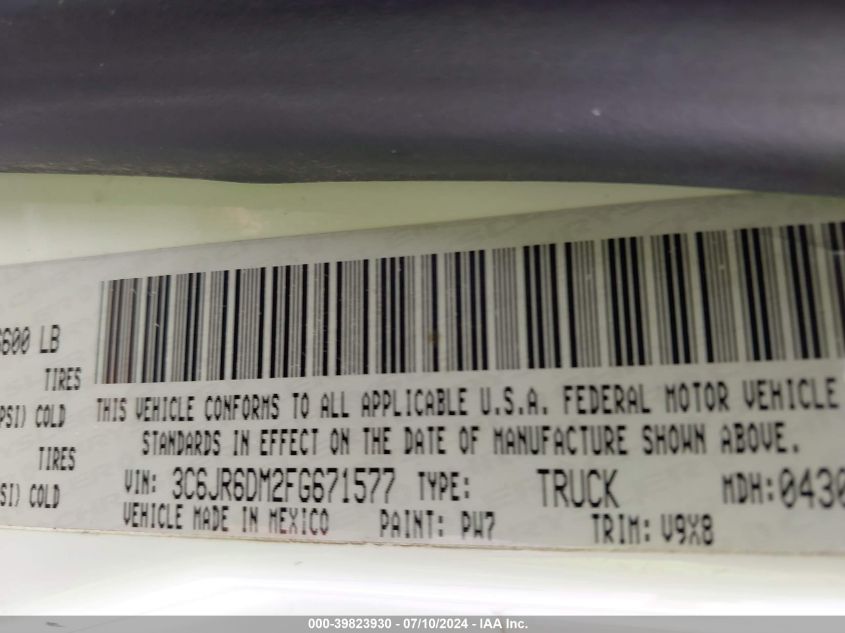 6600 LB
TIRES
PSI) COLD
TIRES
SI) COLD
THIS VEHICLE CONFORMS TO ALL APPLICABLE U.S.A. FEDERAL MOTOR VEHICLE
STANDARDS IN EFFECT ON THE DATE OF MANUFACTURE SHOWN ABOVE.
VIN: 3C6JR6DM2FG671577 TYPE: TRUCK MDH: 0430
VEHICLE MADE IN MEXICO PAINT: PW7 TRIM: V9X8
000-39823930 - 07/10/2024 - IAA Inc.